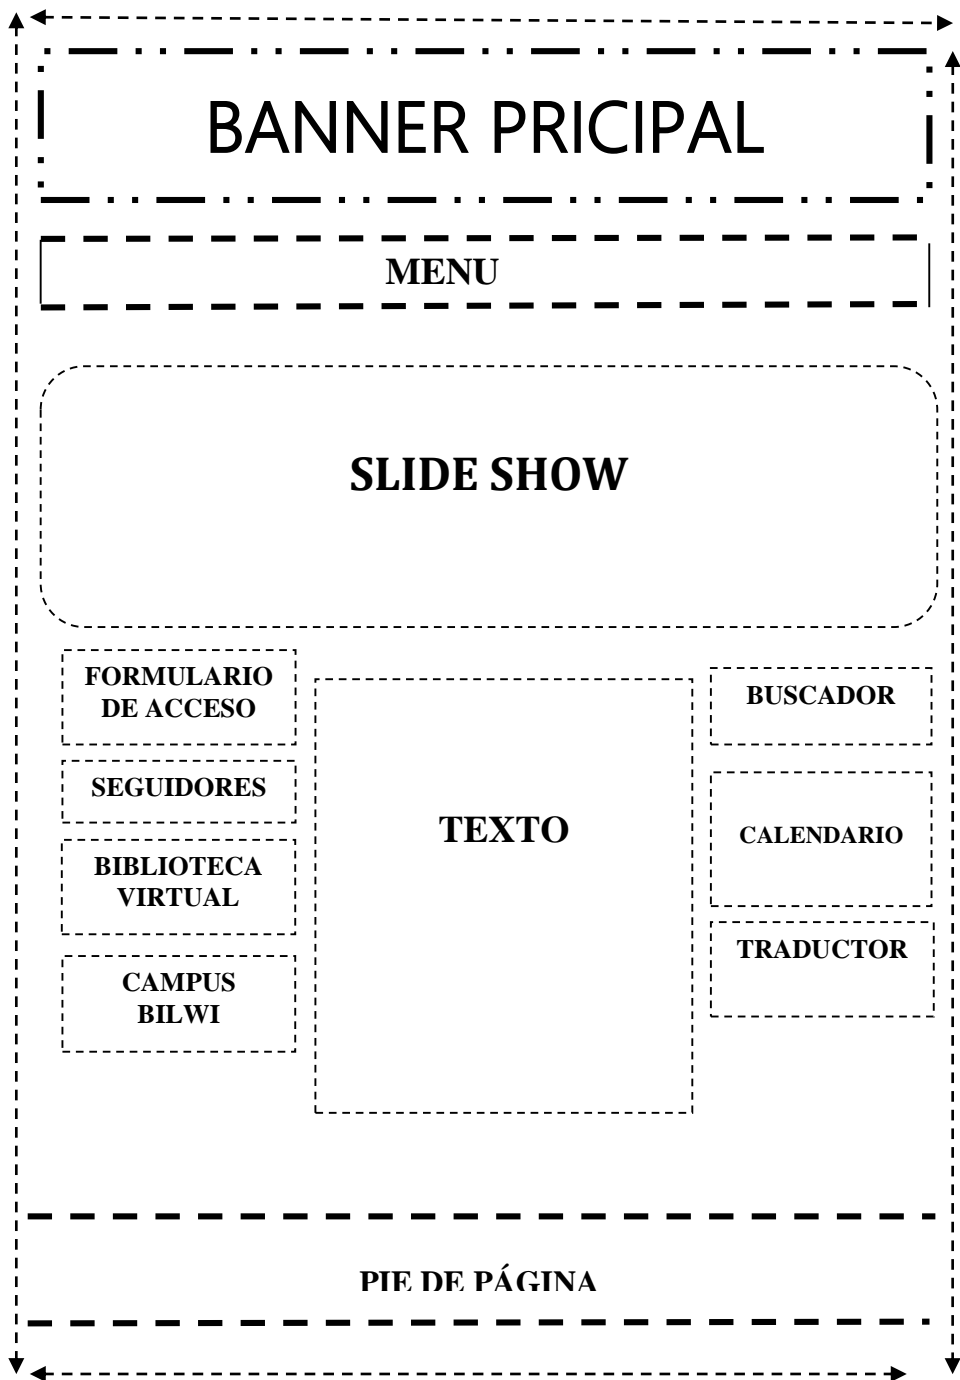 BANNER PRICIPAL
MENU
SLIDE SHOW
FORMULARIO
DE ACCESO
SEGUIDORES
BIBLIOTECA
VIRTUAL
CAMPUS
BILWI
TEXTO
BUSCADOR
CALENDARIO
TRADUCTOR
PIE DE PÁGINA